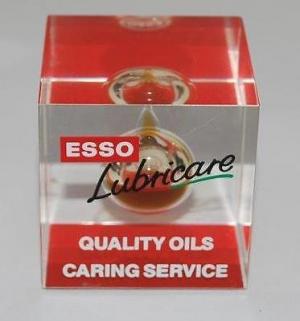 ESSO
Lubricare
QUALITY OILS
CARING SERVICE